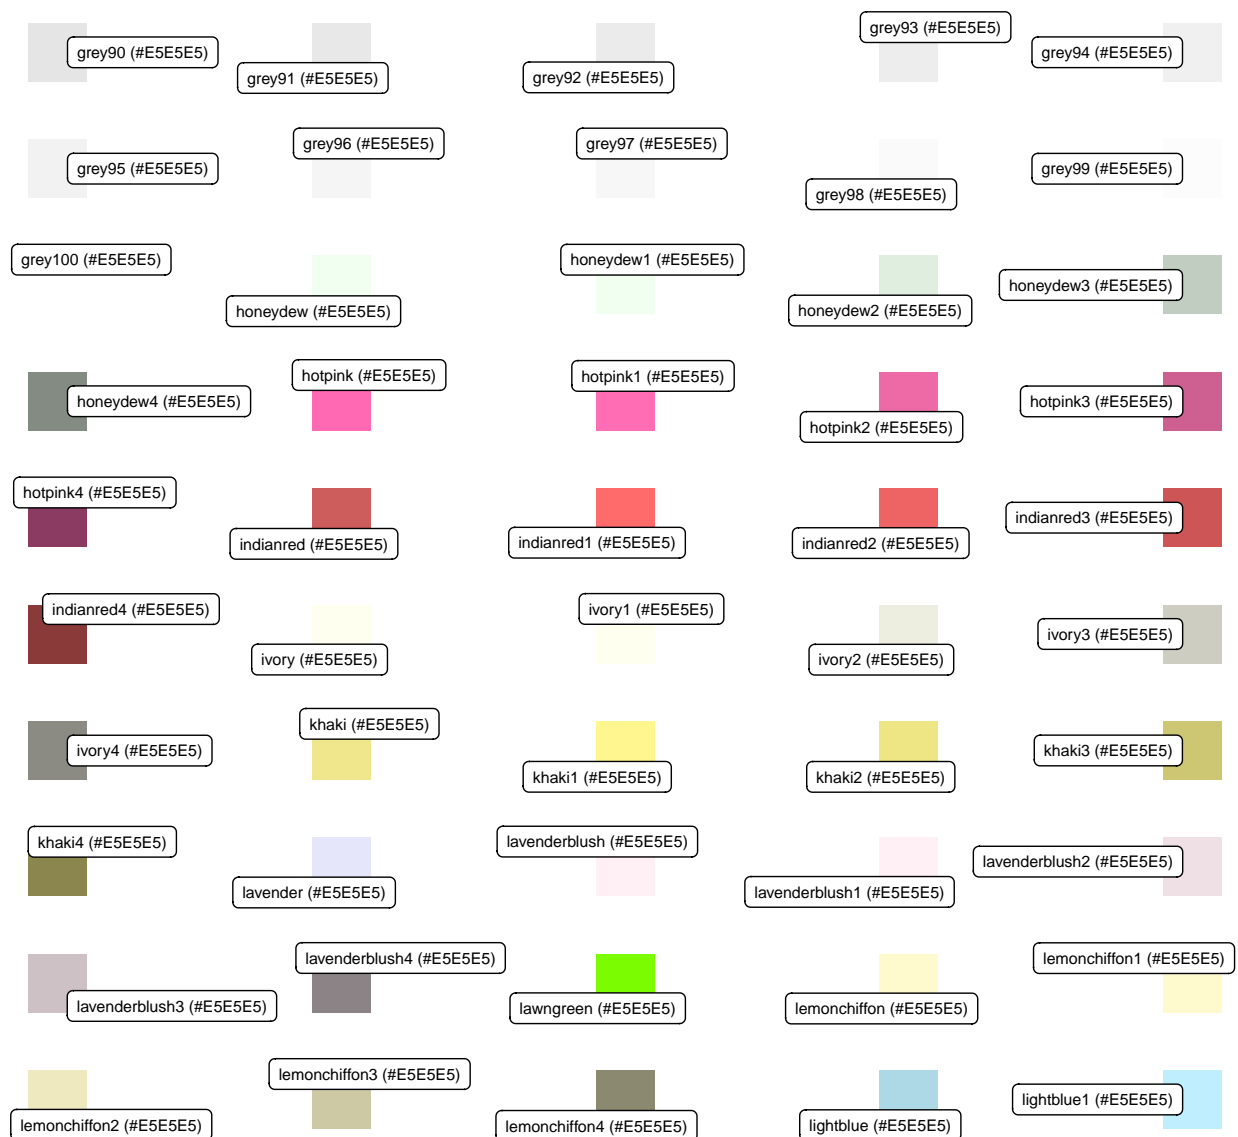 grey90 (#E5E5E5)
grey91 (#E5E5E5)
grey92 (#E5E5E5)
grey93 (#E5E5E5)
grey94 (#E5E5E5)
grey95 (#E5E5E5)
grey96 (#E5E5E5)
grey97 (#E5E5E5)
grey98 (#E5E5E5)
grey99 (#E5E5E5)
grey100 (#E5E5E5)
honeydew (#E5E5E5)
honeydew1 (#E5E5E5)
honeydew2 (#E5E5E5)
honeydew3 (#E5E5E5)
honeydew4 (#E5E5E5)
hotpink (#E5E5E5)
hotpink1 (#E5E5E5)
hotpink2 (#E5E5E5)
hotpink3 (#E5E5E5)
hotpink4 (#E5E5E5)
indianred (#E5E5E5)
indianred1 (#E5E5E5)
indianred2 (#E5E5E5)
indianred3 (#E5E5E5)
indianred4 (#E5E5E5)
ivory (#E5E5E5)
ivory1 (#E5E5E5)
ivory2 (#E5E5E5)
ivory3 (#E5E5E5)
ivory4 (#E5E5E5)
khaki (#E5E5E5)
khaki1 (#E5E5E5)
khaki2 (#E5E5E5)
khaki3 (#E5E5E5)
khaki4 (#E5E5E5)
lavender (#E5E5E5)
lavenderblush (#E5E5E5)
lavenderblush1 (#E5E5E5)
lavenderblush2 (#E5E5E5)
lavenderblush3 (#E5E5E5)
lavenderblush4 (#E5E5E5)
lawngreen (#E5E5E5)
lemonchiffon (#E5E5E5)
lemonchiffon1 (#E5E5E5)
lemonchiffon2 (#E5E5E5)
lemonchiffon3 (#E5E5E5)
lemonchiffon4 (#E5E5E5)
lightblue (#E5E5E5)
lightblue1 (#E5E5E5)